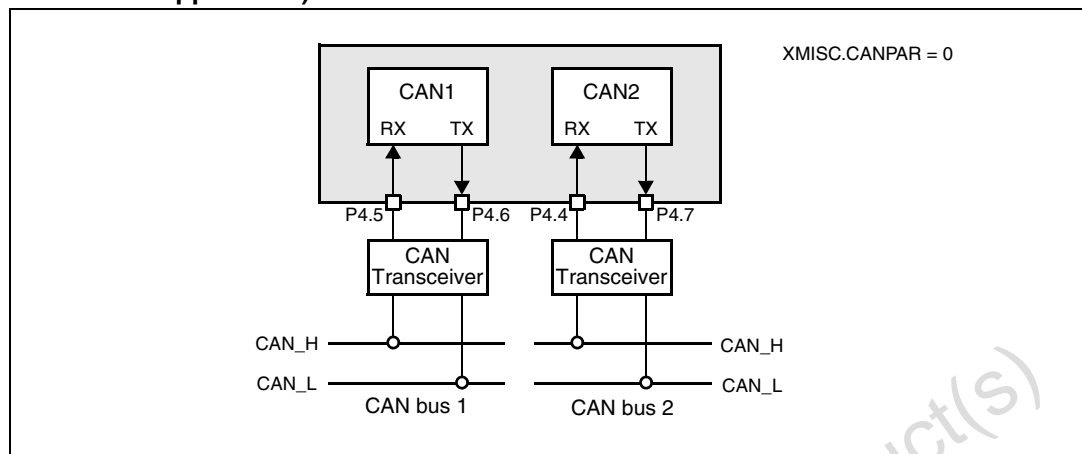 XMISC.CANPAR = 0
CAN1
CAN2
RX TX
RX TX
P4.5 P4.6 P4.4 P4.7
CAN
Transceiver
CAN
Transceiver
CAN_H
CAN_H
CAN_L
CAN_L
CAN bus 1
CAN bus 2
uct(s)